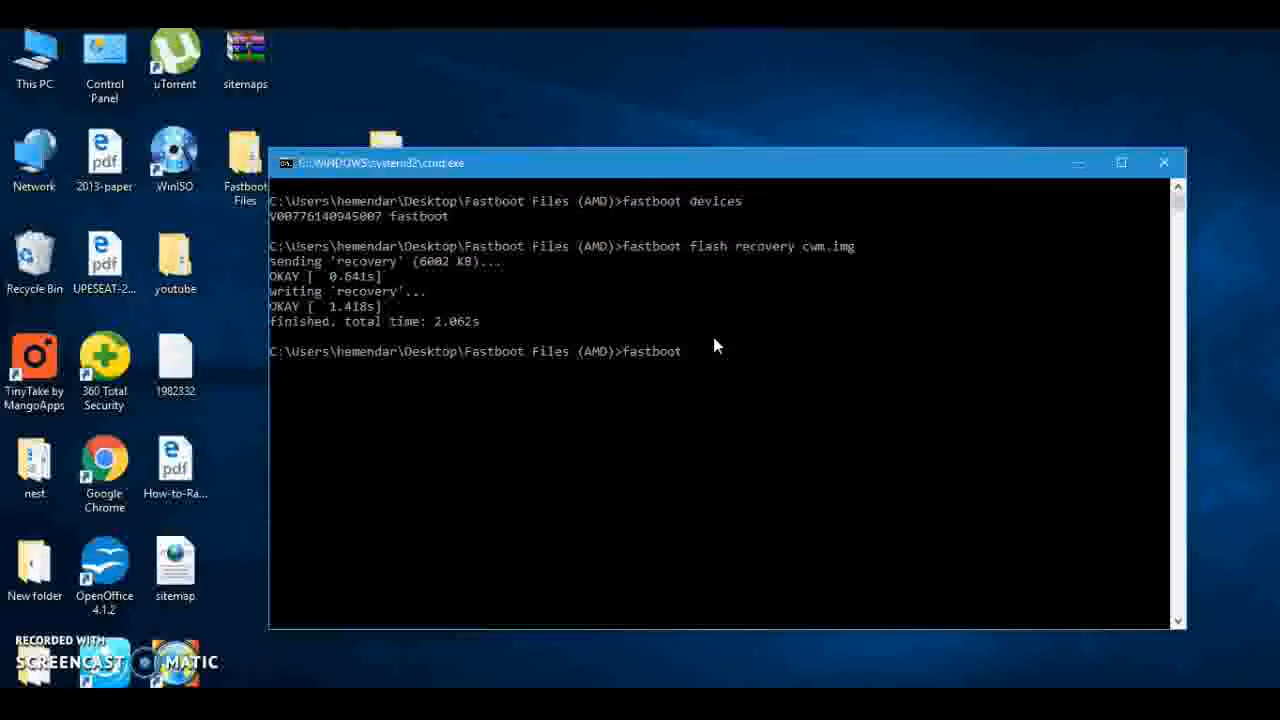 This PC
Control
Panel
uTorrent
sitemaps
Network
pdf
2013-paper
WinISO
Fastboot
Files
C:\WINDOWS\system32\cmd.exe
C:\Users\hemendar\Desktop\Fastboot Files (AMD)>fastboot devices
V00776140945007 fastboot
C:\Users\hemendar\Desktop\Fastboot Files (AMD)>fastboot flash recovery cwm.img
sending 'recovery' (6002 KB)...
OKAY [  0.641s]
writing 'recovery'...
OKAY [  1.418s]
finished. total time: 2.062s
C:\Users\hemendar\Desktop\Fastboot Files (AMD)>fastboot
Recycle Bin
pdf
UPESEAT-2...
youtube
TinyTake by
MangoApps
360 Total
Security
1982332
nest
Google
Chrome
pdf
How-to-Ra...
New folder
OpenOffice
4.1.2
sitemap
RECORDED WITH
SCREENCAST MATIC